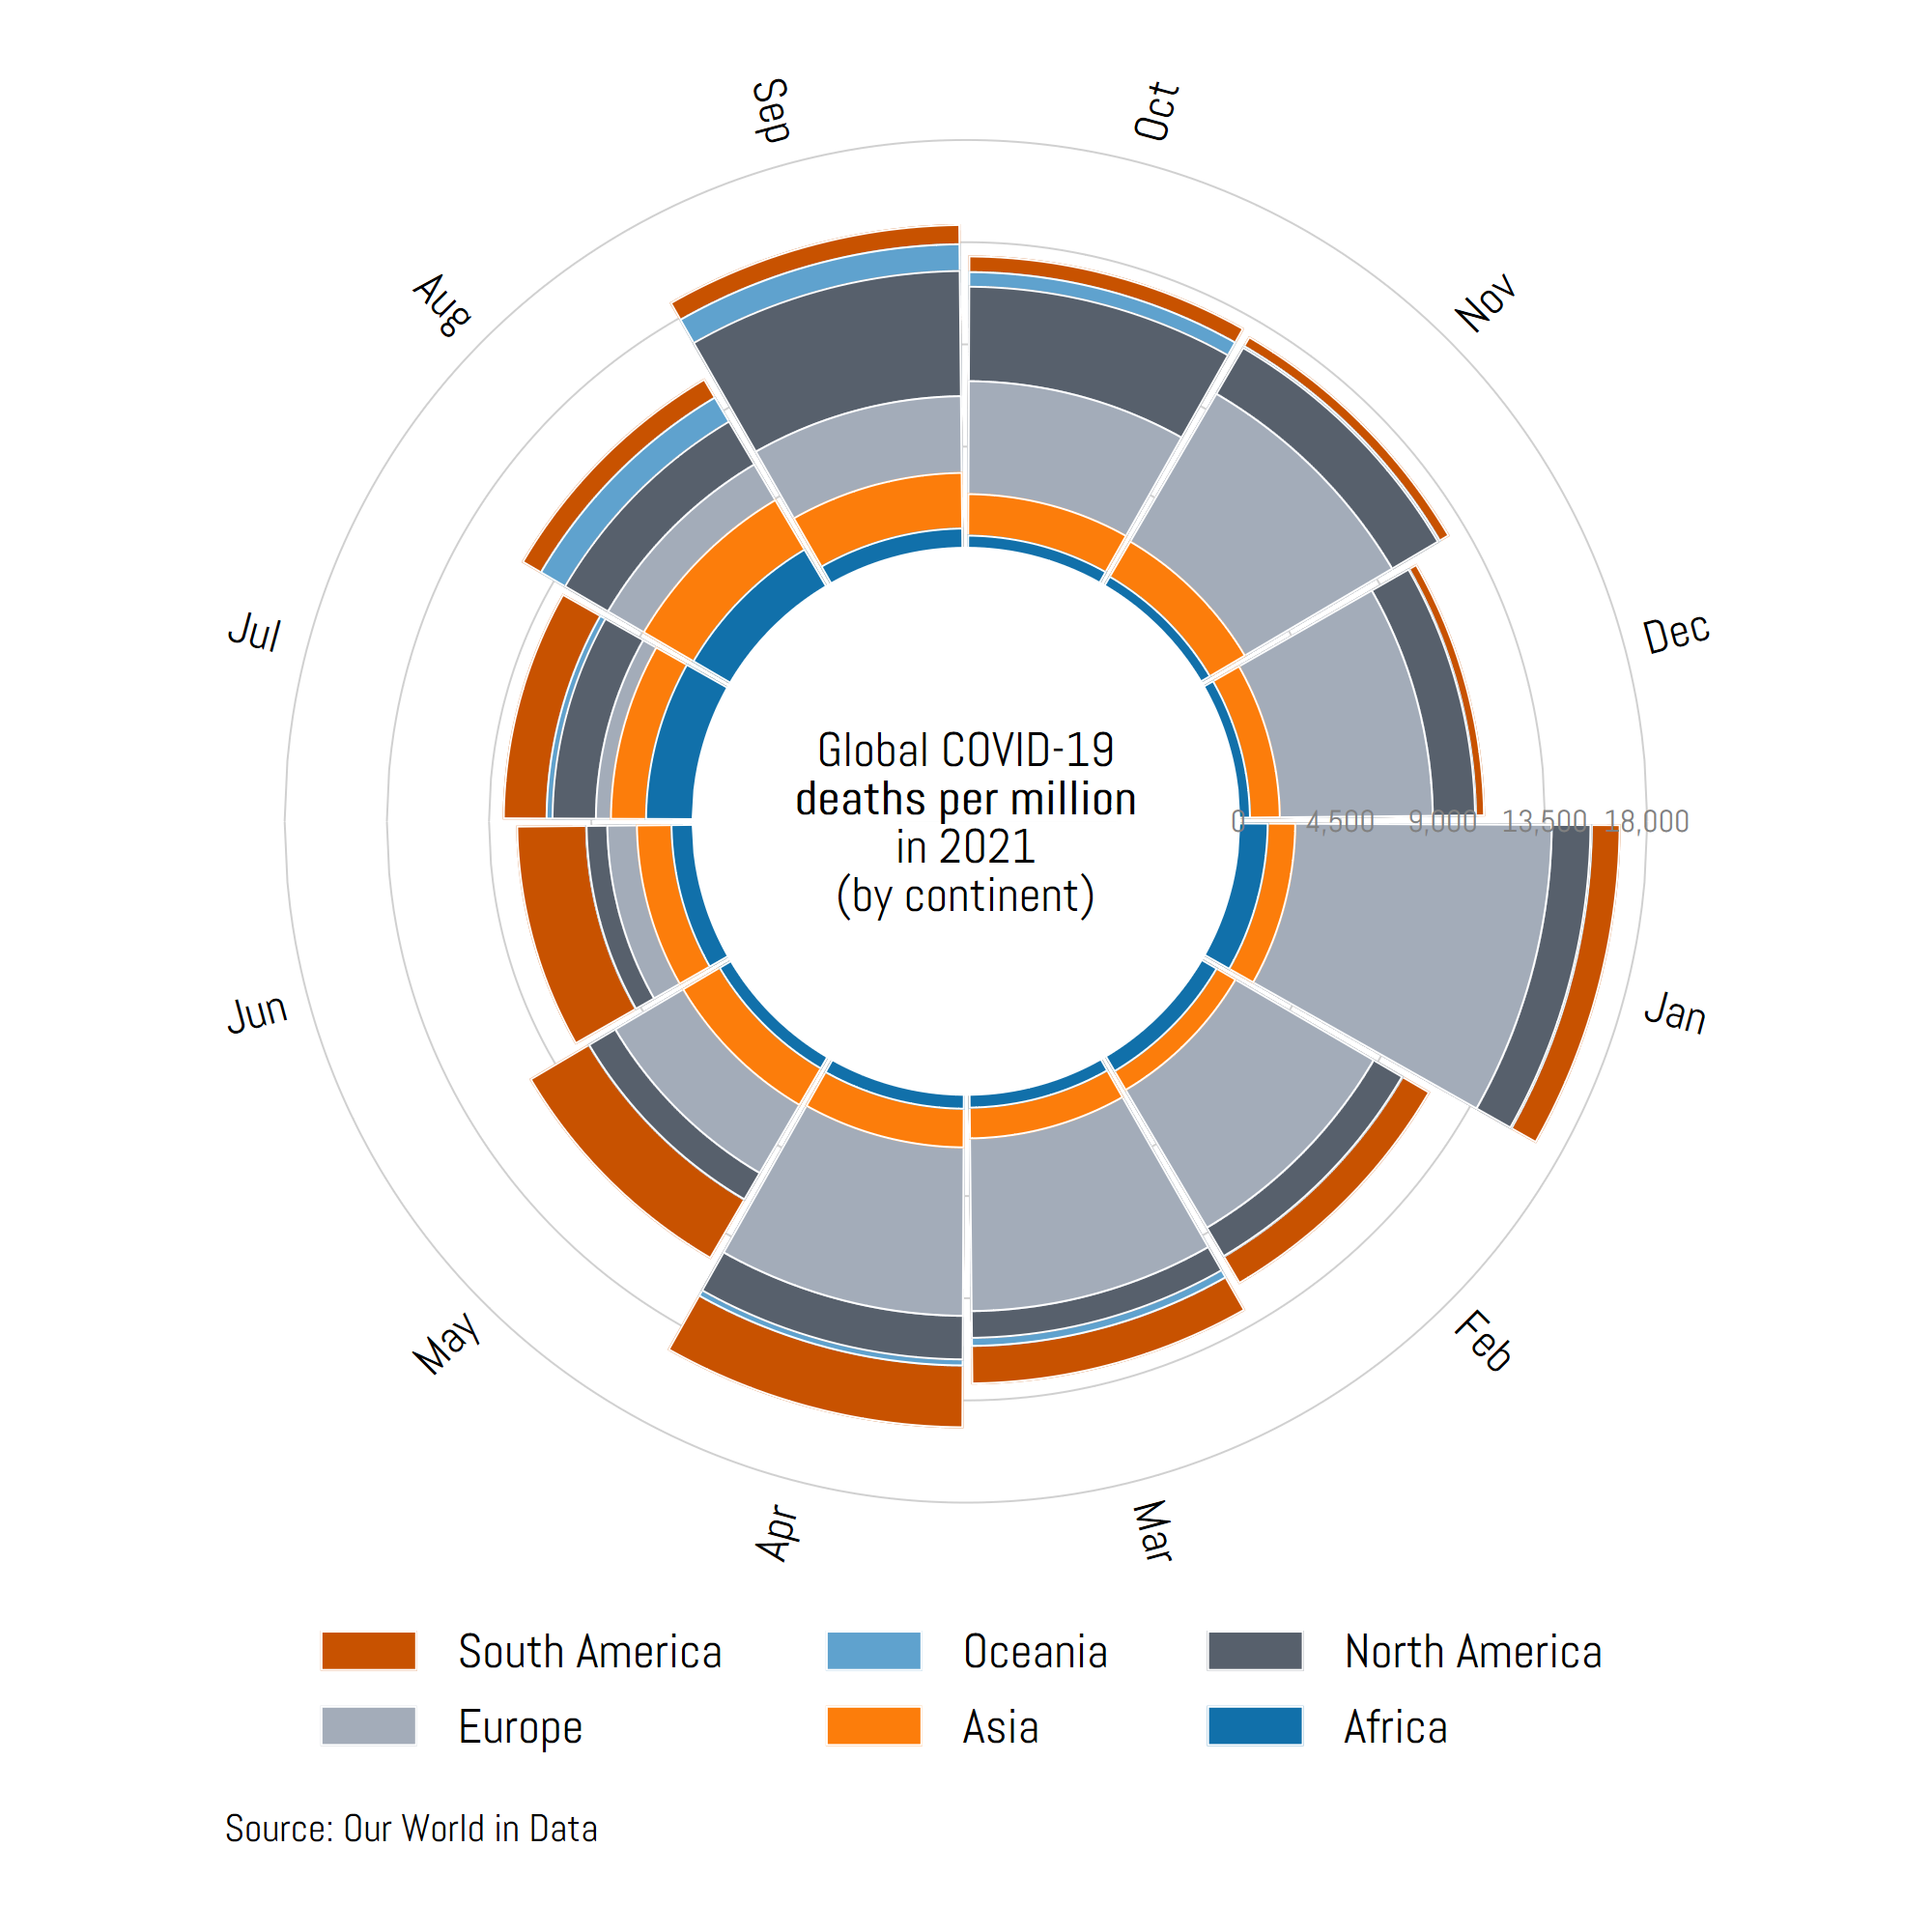 Sep
Oct
Aug
Nov
Jul
Dec
Global COVID-19
deaths per million
in 2021
(by continent)
0
4,500
9,000
13,500
18,000
Jun
Jan
May
Feb
Apr
Mar
South America
Oceania
North America
Europe
Asia
Africa
Source: Our World in Data